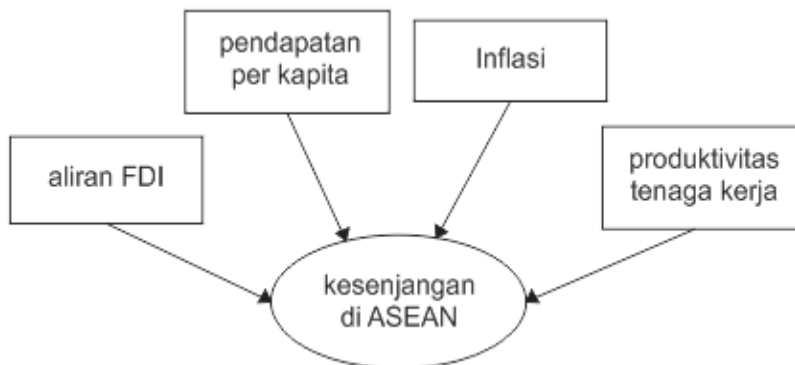 pendapatan
per kapita
Inflasi
aliran FDI
produktivitas
tenaga kerja
kesenjangan
di ASEAN